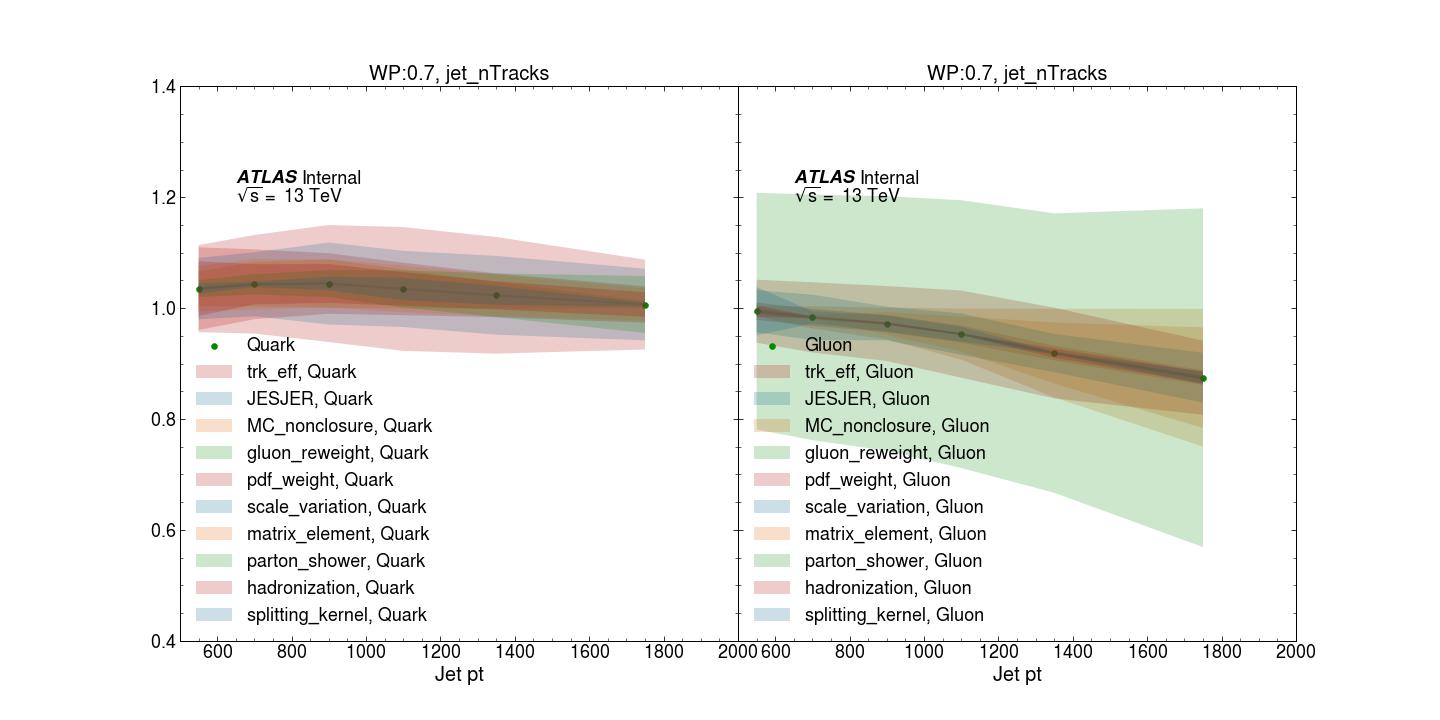 WP:0.7, jet_nTracks
1.4
1.2
1.0
0.8
0.6
0.4
ATLAS Internal
√s = 13 TeV
Quark
trk_eff, Quark
JESJER, Quark
MC_nonclosure, Quark
gluon_reweight, Quark
pdf_weight, Quark
scale_variation, Quark
matrix_element, Quark
parton_shower, Quark
hadronization, Quark
splitting_kernel, Quark
600 800 1000 1200 1400 1600 1800 2000
Jet pt
WP:0.7, jet_nTracks
ATLAS Internal
√s = 13 TeV
Gluon
trk_eff, Gluon
JESJER, Gluon
MC_nonclosure, Gluon
gluon_reweight, Gluon
pdf_weight, Gluon
scale_variation, Gluon
matrix_element, Gluon
parton_shower, Gluon
hadronization, Gluon
splitting_kernel, Gluon
600 800 1000 1200 1400 1600 1800 2000
Jet pt